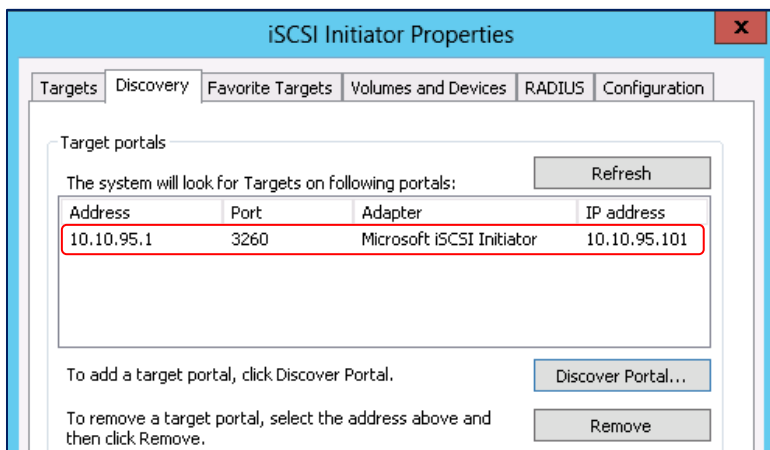 iSCSI Initiator Properties
x
Targets Discovery Favorite Targets Volumes and Devices RADIUS Configuration
Target portals
Refresh
The system will look for Targets on following portals:
Address Port Adapter IP address
10.10.95.1 3260 Microsoft iSCSI Initiator 10.10.95.101
To add a target portal, click Discover Portal.
Discover Portal...
To remove a target portal, select the address above and
then click Remove.
Remove